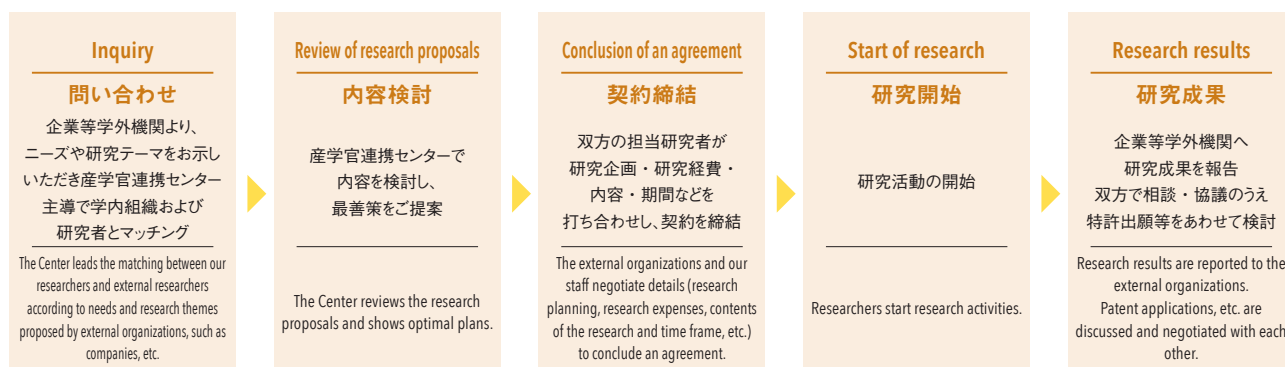 Inquiry
問い合わせ
企業等学外機関より、
ニーズや研究テーマをお示し
いただき産学官連携センター
主導で学内組織および
研究者とマッチング
The Center leads the matching between our
researchers and external researchers
according to needs and research themes
proposed by external organizations, such as
companies, etc.
Review of research proposals
内容検討
産学官連携センターで
内容を検討し、
最善策をご提案
The Center reviews the research
proposals and shows optimal plans.
Conclusion of an agreement
契約締結
双方の担当研究者が
研究企画・研究経費・
内容・期間などを
打ち合わせし、契約を締結
The external organizations and our
staff negotiate details (research
planning, research expenses, contents
of the research and time frame, etc.)
to conclude an agreement.
Start of research
研究開始
研究活動の開始
Researchers start research activities.
Research results
研究成果
企業等学外機関へ
研究成果を報告
双方で相談・協議のうえ
特許出願等をあわせて検討
Research results are reported to the
external organizations.
Patent applications, etc. are
discussed and negotiated with each
other.